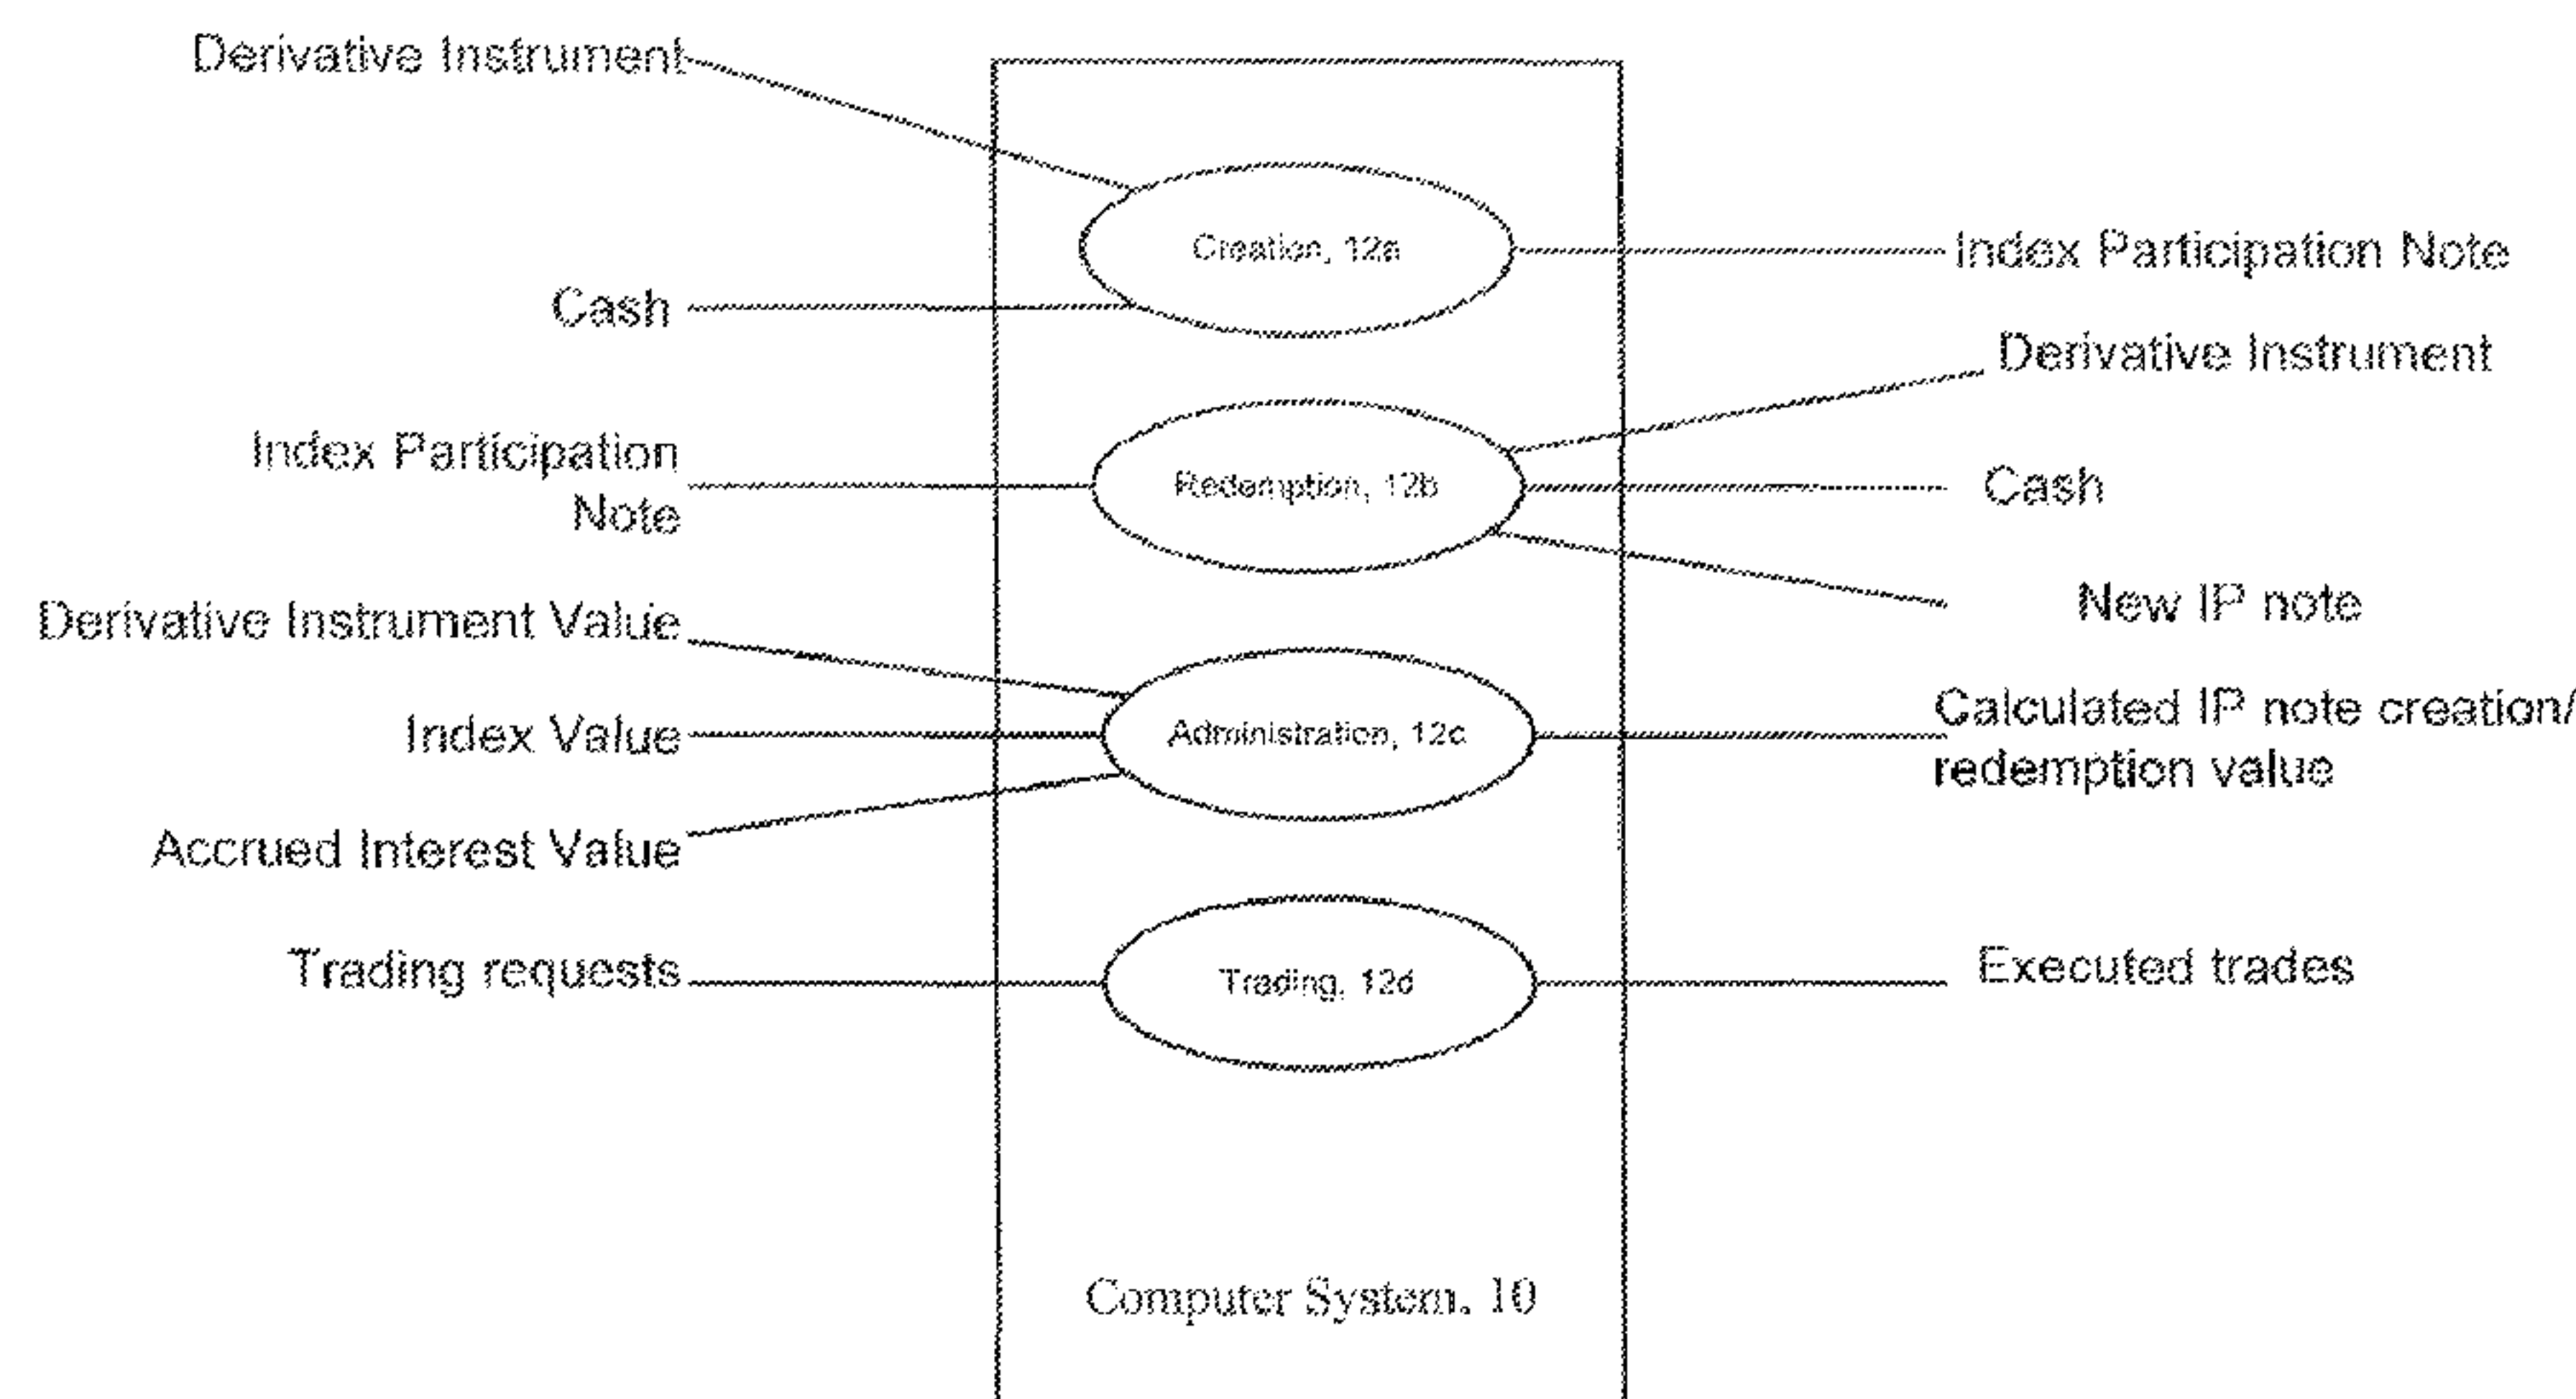 Derivative Instrument
Creation, 12a
Index Participation Note
Cash
Derivative Instrument
Index Participation
Note
Redemption, 12b
Cash
New IP note
Derivative Instrument Value
Index Value
Accrued Interest Value
Administration, 12c
Calculated IP note creation/
redemption value
Trading requests
Trading, 12d
Executed trades
Computer System, 10